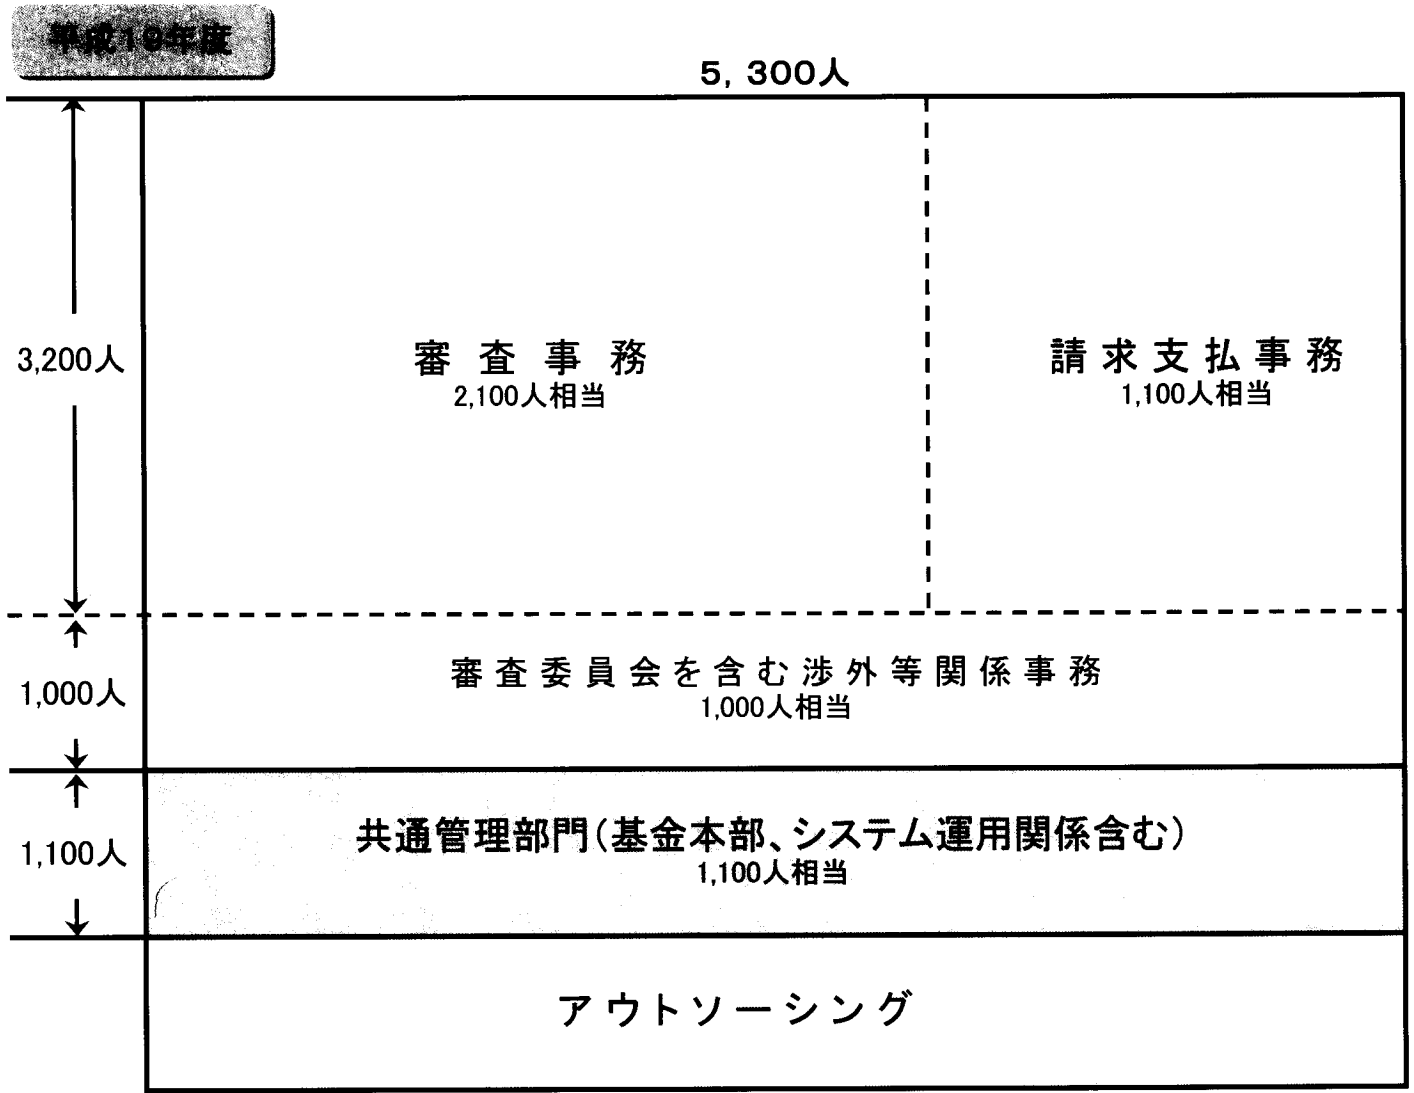 平成19年度
5,300人
3,200人
審査事務
2,100人相当
請求支払事務
1,100人相当
1,000人
審査委員会を含む渉外等関係事務
1,000人相当
1,100人
共通管理部門(基金本部、システム運用関係含む)
1,100人相当
アウトソーシング